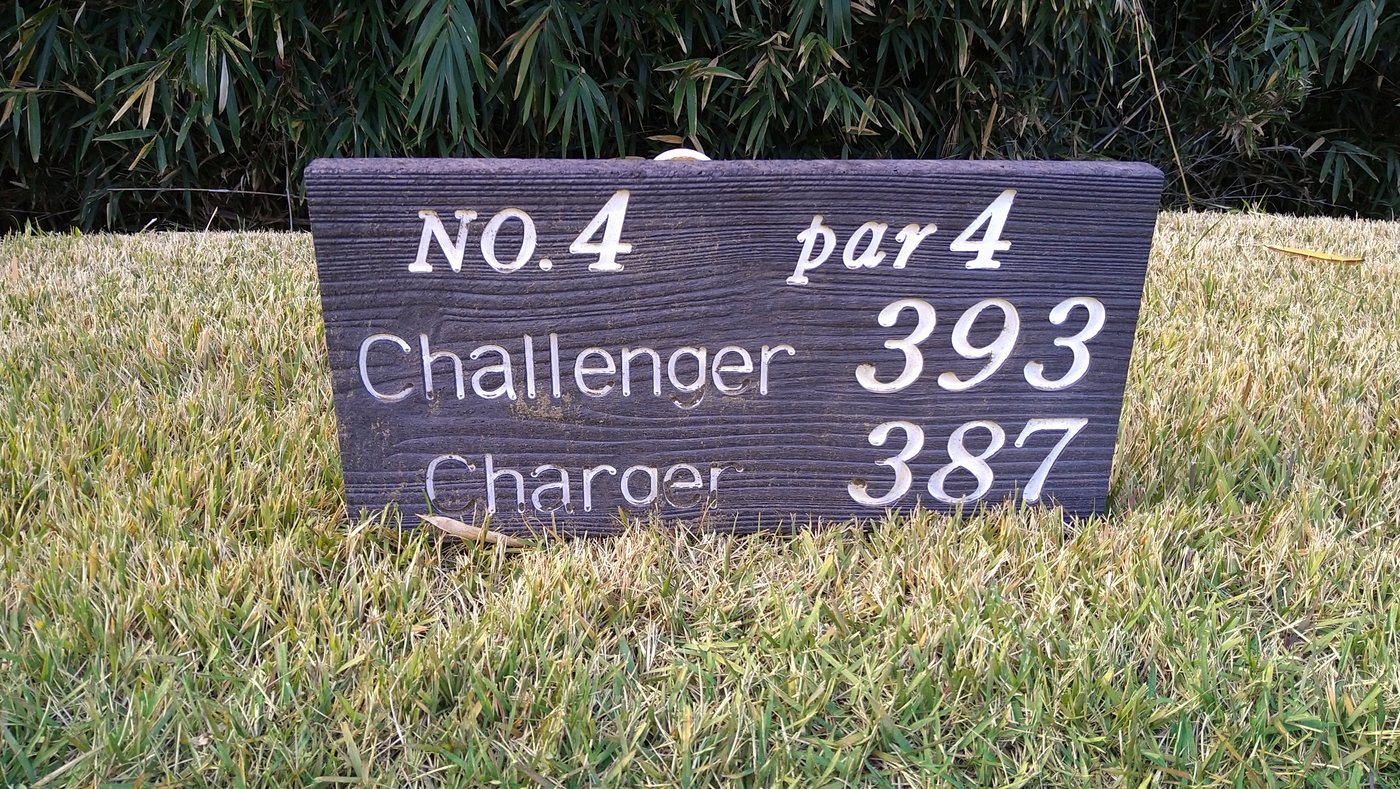 NO.4 par 4
Challenger 393
Charger 387